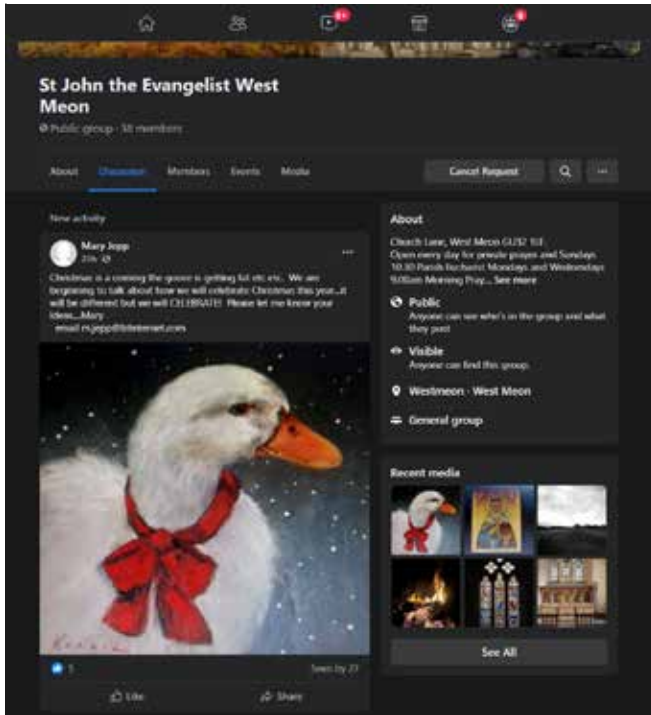 St John the Evangelist West
Meon
Public group · 38 members
About
Discussion
Members
Events
Media
Cancel Request
New activity
Mary Jepp
Christmas is a coming the goose is getting fat etc etc. We are
beginning to talk about how we will celebrate Christmas this year...it
will be different but we will CELEBRATE! Please let me know your
ideas...Mary
email m.jepp@btinternet.com
5
Seen by 27
Like
Share
About
Church Lane, West Meon GU32
Open every day for private prayer and Sundays
10.30 Parish Eucharist Mondays and Wednesdays
9.00am Morning Pray... See more
Public
Anyone can see who's in the group and what
they post
Visible
Anyone can find this group.
Westmeon · West Meon
General group
Recent media
See All